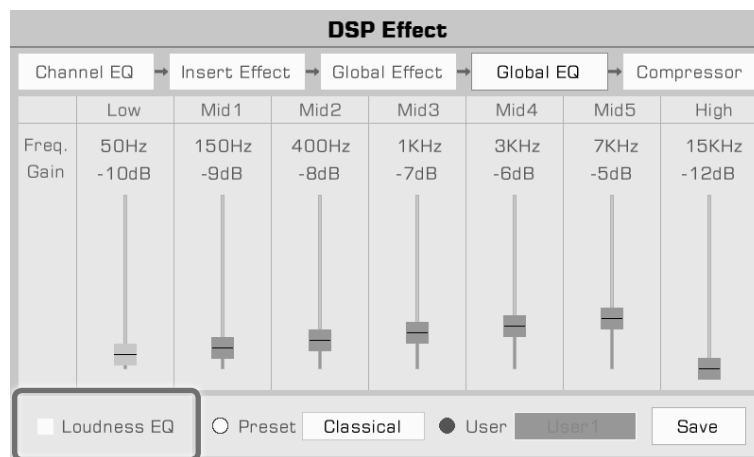 DSP Effect
Channel EQ Insert Effect Global Effect Global EQ Compressor
Low Mid1 Mid2 Mid3 Mid4 Mid5 High
Freq. 50Hz 150Hz 400Hz 1KHz 3KHz 7KHz 15KHz
Gain -10dB -9dB -8dB -7dB -6dB -5dB -12dB
Loudness EQ Preset Classical User User1 Save